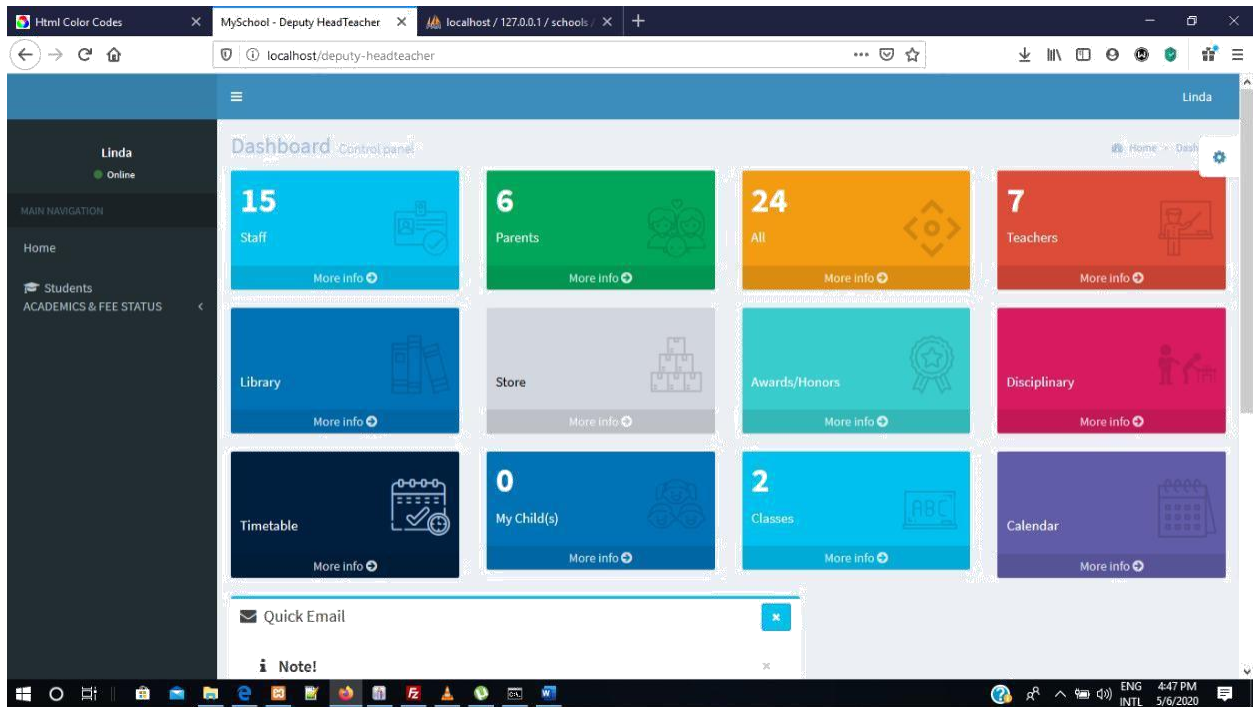 Html Color Codes
MySchool - Deputy HeadTeacher
localhost / 127.0.0.1 / schools /
localhost/deputy-headteacher
Linda
Linda
Online
MAIN NAVIGATION
Home
Students
ACADEMICS & FEE STATUS
Dashboard Control panel
Home > Dash
15
Staff
More info
6
Parents
More info
24
All
More info
7
Teachers
More info
Library
More info
Store
More info
Awards/Honors
More info
Disciplinary
More info
Timetable
More info
0
My Child(s)
More info
2
Classes
ABC
More info
Calendar
More info
Quick Email
Note!
ENG
INTL
4:47 PM
5/6/2020